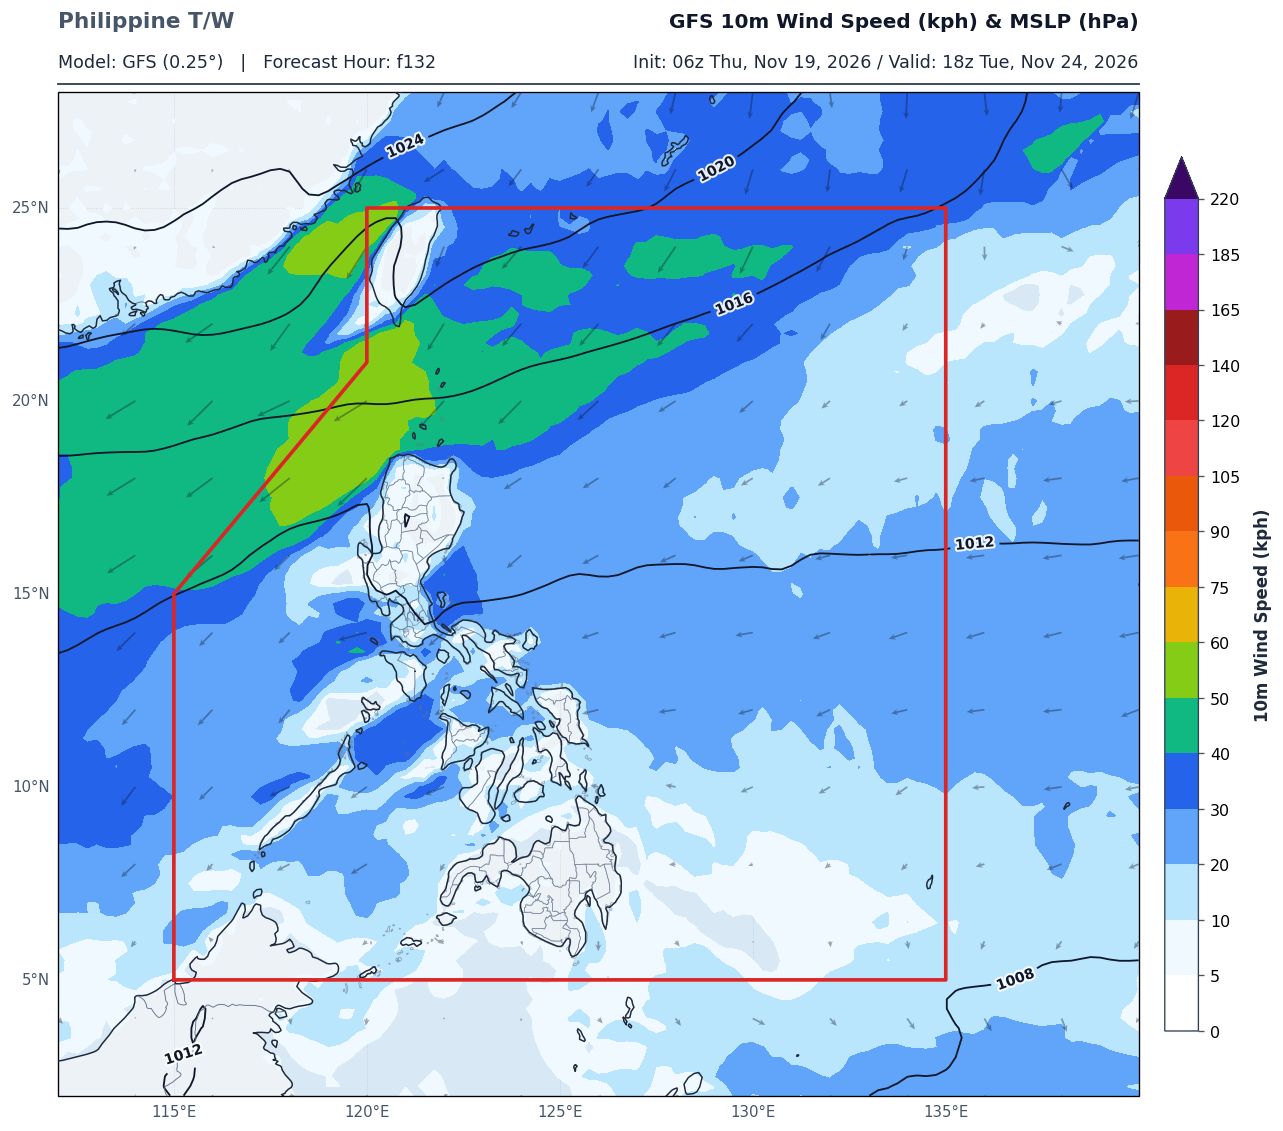 Philippine T/W
GFS 10m Wind Speed (kph) & MSLP (hPa)
Model: GFS (0.25°) | Forecast Hour: f132
Init: 06z Thu, Nov 19, 2026 / Valid: 18z Tue, Nov 24, 2026
1024
1020
1016
1012
1008
1012
25°N
20°N
15°N
10°N
5°N
115°E
120°E
125°E
130°E
135°E
220
185
165
140
120
105
90
75
60
50
40
30
20
10
5
0
10m Wind Speed (kph)